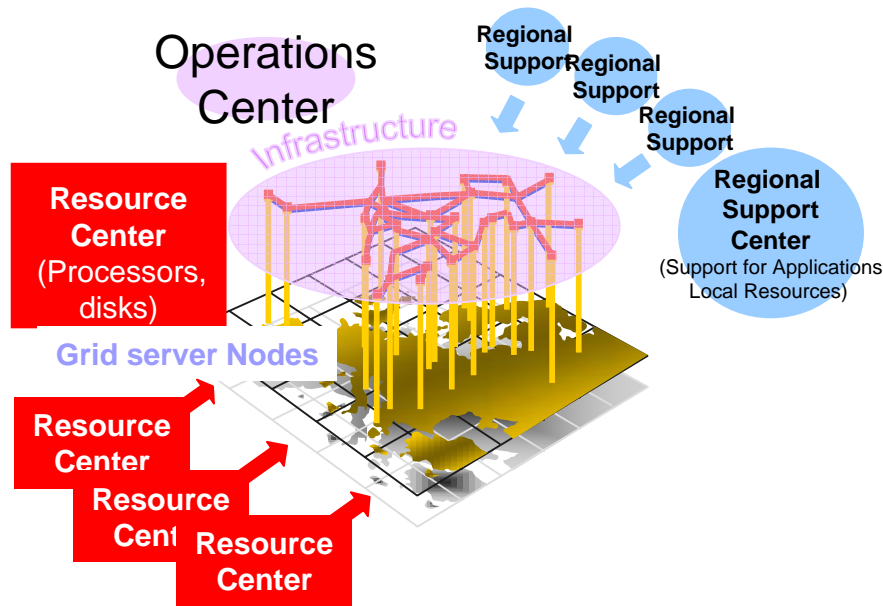 Operations
Center
Regional
Support
Regional
Support
Regional
Support
Infrastructure
Resource
Center
(Processors,
disks)
Regional
Support
Center
(Support for Applications
Local Resources)
Grid server Nodes
Resource
Center
Resource
Cent
Resource
Center